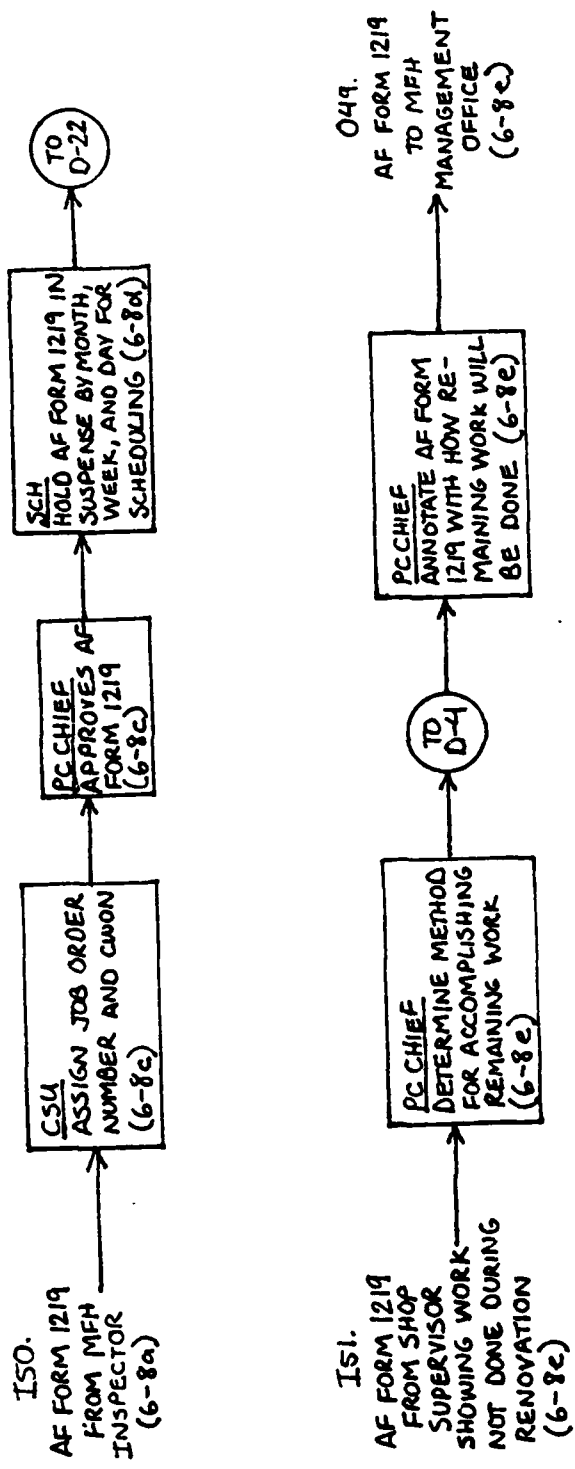 I50.
AF FORM 1219
FROM MFH
INSPECTOR
(6-8a)
CSU
ASSIGN JOB ORDER
NUMBER AND CWON
(6-8c)
PC CHIEF
APPROVES AF
FORM 1219
(6-8c)
SCH
HOLD AF FORM 1219 IN
SUSPENSE BY MONTH,
WEEK, AND DAY FOR
SCHEDULING (6-8d)
TO
D-22
I51.
AF FORM 1219
FROM SHOP
SUPERVISOR
SHOWING WORK
NOT DONE DURING
RENOVATION
(6-8e)
PC CHIEF
DETERMINE METHOD
FOR ACCOMPLISHING
REMAINING WORK
(6-8e)
TO
D-4
PC CHIEF
ANNOTATE AF FORM
1219 WITH HOW RE-
MAINING WORK WILL
BE DONE (6-8e)
O49.
AF FORM 1219
TO MFH
MANAGEMENT
OFFICE
(6-8e)